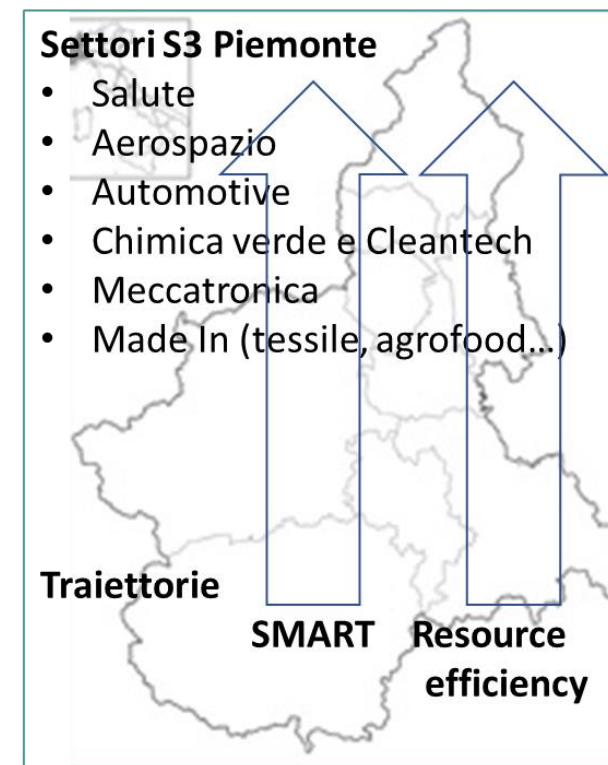 Settori S3 Piemonte
• Salute
• Aerospazio
• Automotive
• Chimica verde e Cleantech
• Meccatronica
• Made In (tessile, agrofood…)
Traiettorie
SMART
Resource
efficiency